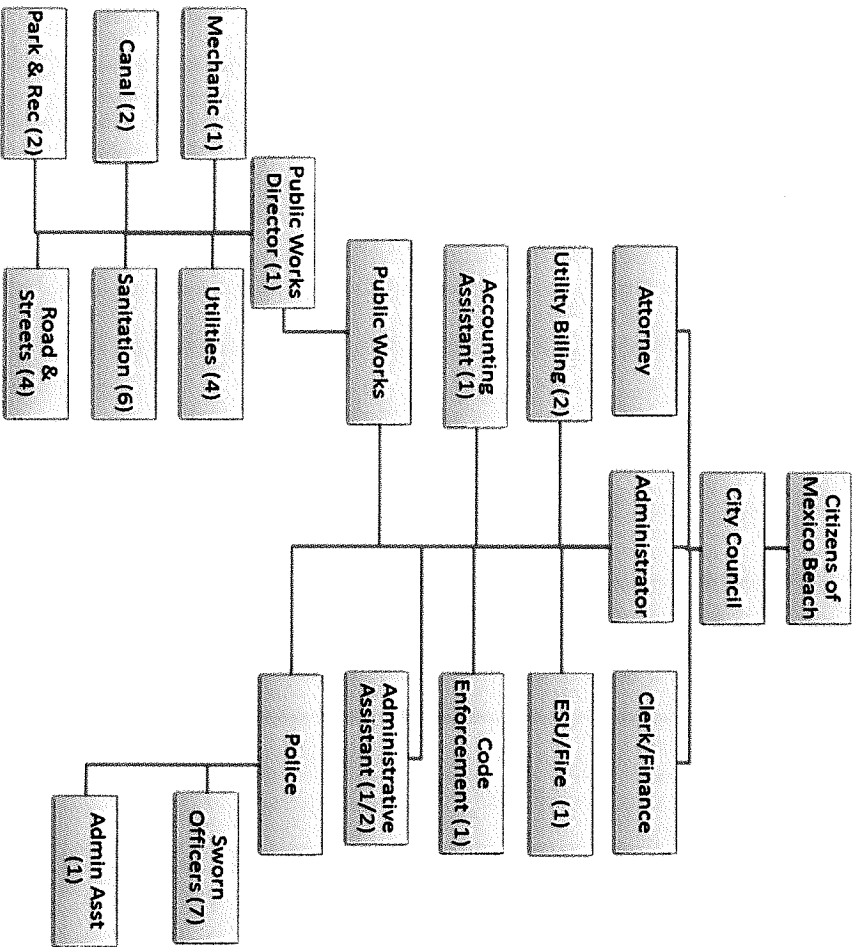 Citizens of
Mexico Beach
City Council
Attorney
Administrator
Clerk/Finance
Utility Billing (2)
ESU/Fire (1)
Accounting
Assistant (1)
Code
Enforcement (1)
Administrative
Assistant (1/2)
Public Works
Police
Public Works
Director (1)
Sworn
Officers (7)
Admin Asst
(1)
Mechanic (1)
Utilities (4)
Canal (2)
Sanitation (6)
Park & Rec (2)
Road &
Streets (4)